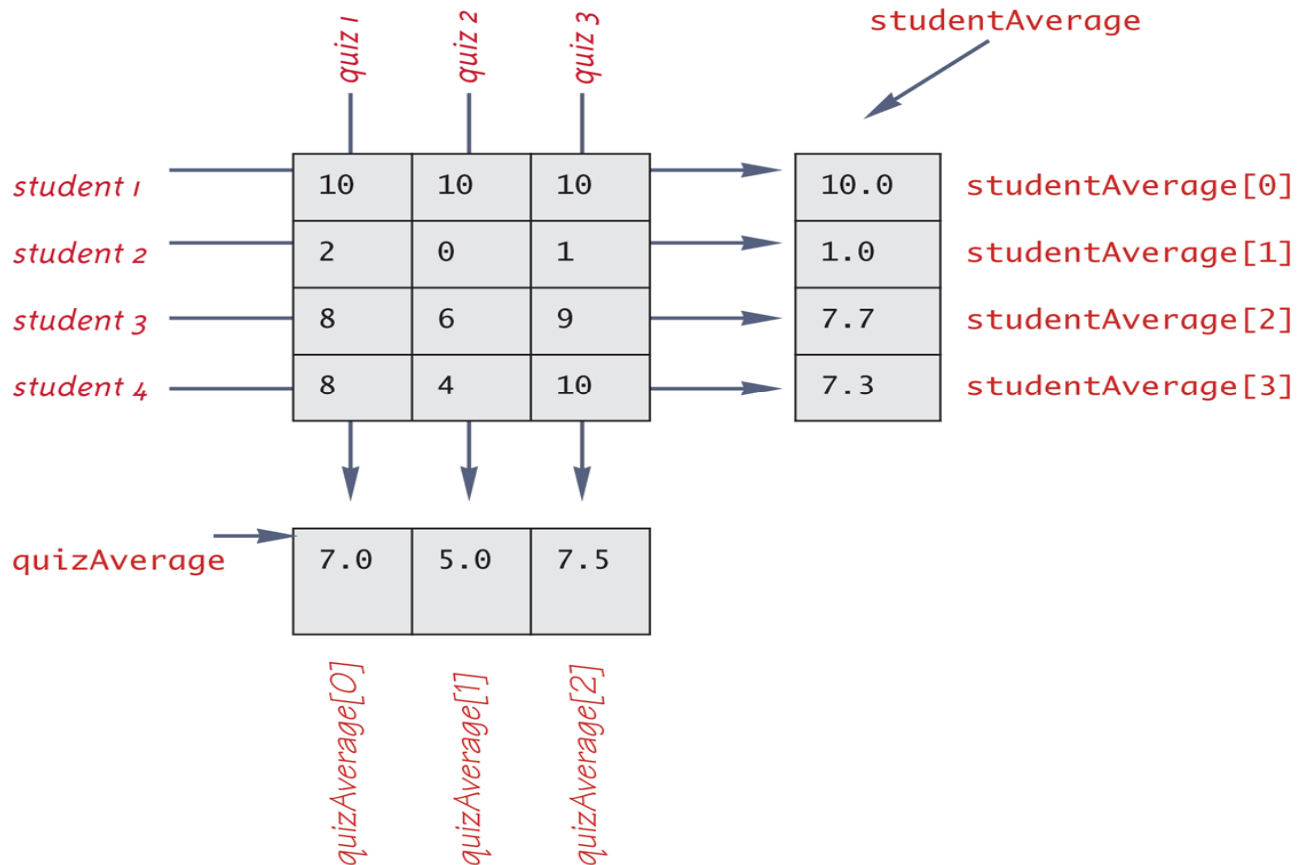 quiz 1 quiz 2 quiz 3
studentAverage
student 1 10 10 10 10.0 studentAverage[0]
student 2 2 0 1 1.0 studentAverage[1]
student 3 8 6 9 7.7 studentAverage[2]
student 4 8 4 10 7.3 studentAverage[3]
quizAverage 7.0 5.0 7.5
quizAverage[0] quizAverage[1] quizAverage[2]